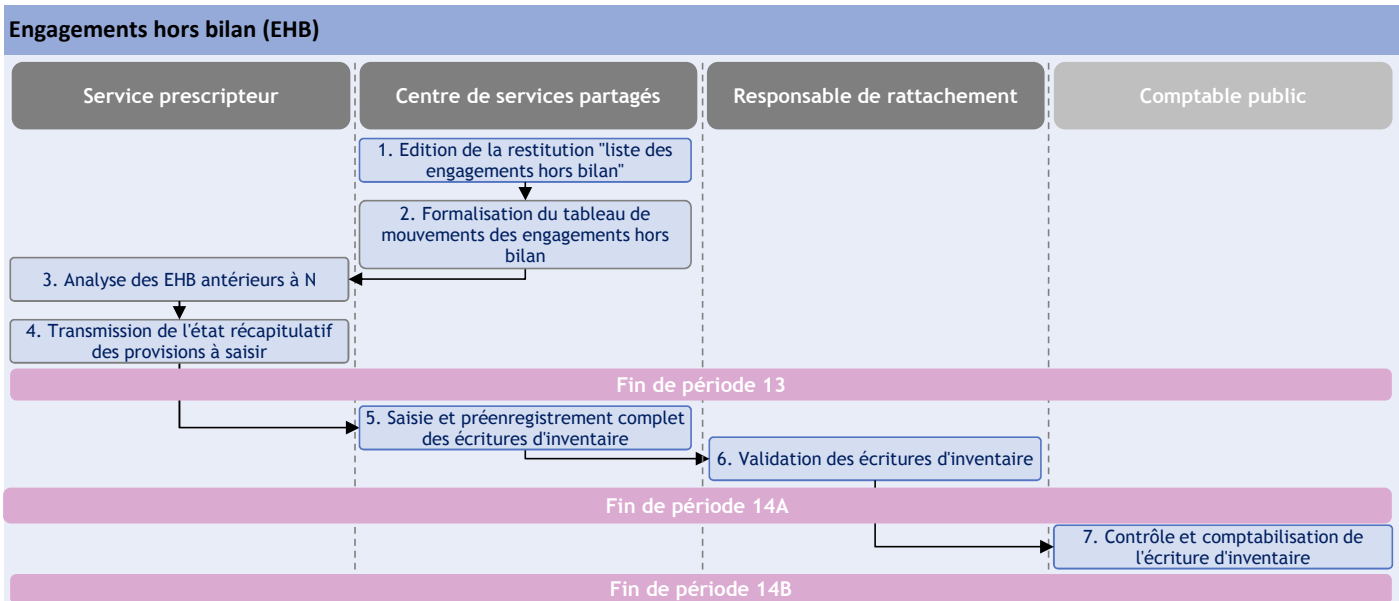 Engagements hors bilan (EHB)
Service prescripteur
Centre de services partagés
Responsable de rattachement
Comptable public
1. Edition de la restitution "liste des
engagements hors bilan"
2. Formalisation du tableau de
mouvements des engagements hors
bilan
3. Analyse des EHB antérieurs à N
4. Transmission de l'état récapitulatif
des provisions à saisir
Fin de période 13
5. Saisie et préenregistrement complet
des écritures d'inventaire
6. Validation des écritures d'inventaire
Fin de période 14A
7. Contrôle et comptabilisation de
l'écriture d'inventaire
Fin de période 14B